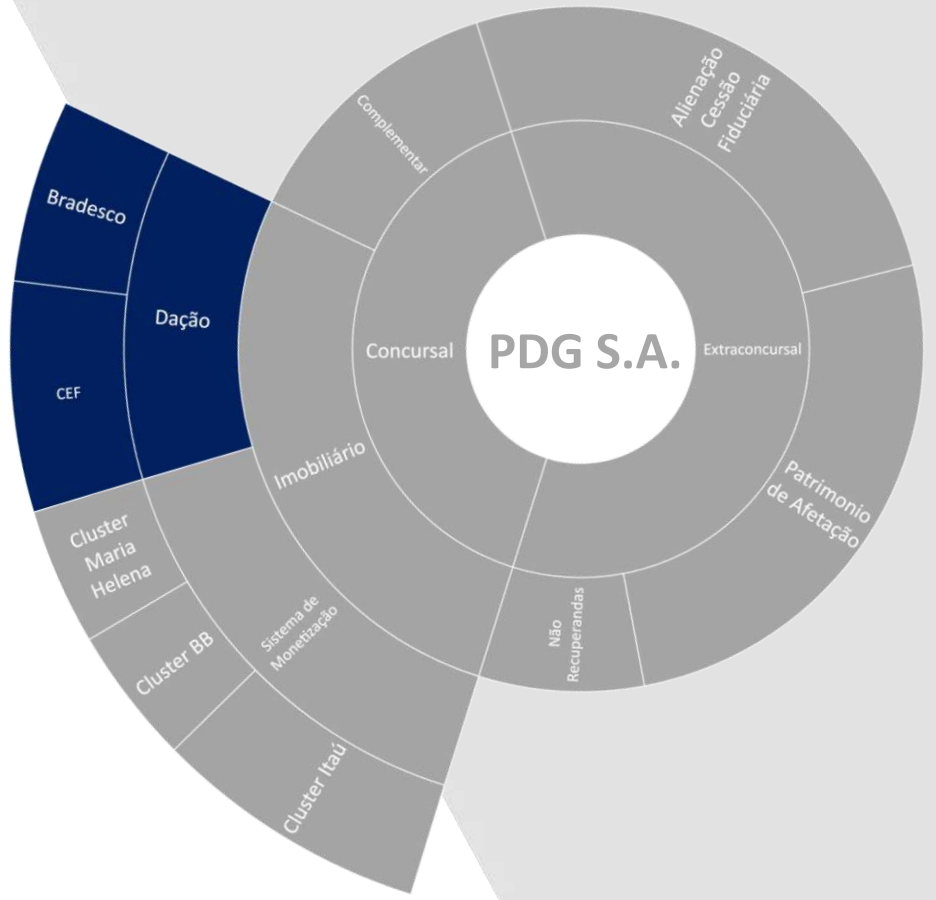 Alienação
Cessão
Fiduciária
Complementar
Bradesco
Dação
CEF
Concursal
PDG S.A.
Extraconcursal
Imobiliário
Patrimonio
de Afetação
Cluster
Maria
Helena
Sistema de
Monetização
Não
Recuperandas
Cluster BB
Cluster Itaú